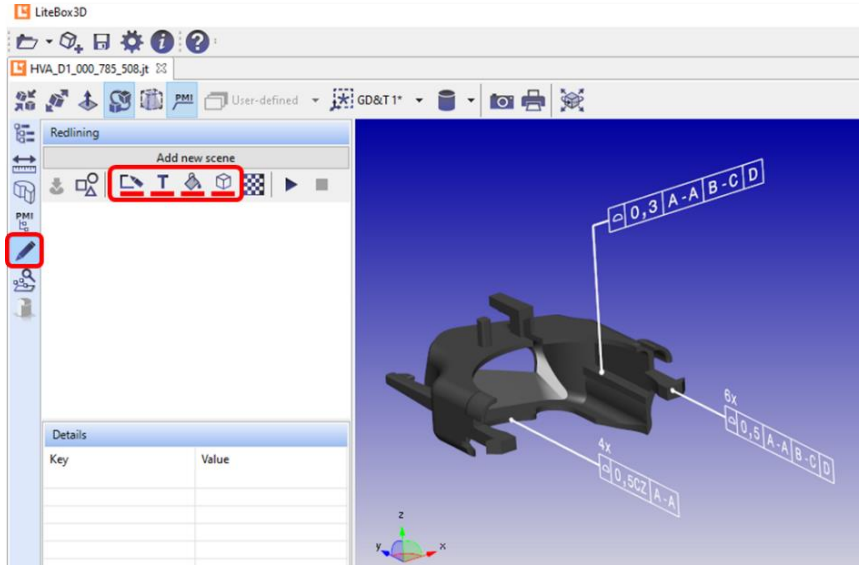 LiteBox3D
HVA_D1_000_785_508.jt
PMI
User-defined
GD&T 1*
Redlining
Add new scene
T
PMI
Details
Key
Value
0,3 A-A B-C D
6x
0,5 A-A B-C D
4x
0,5CZ A-A
z
y
x